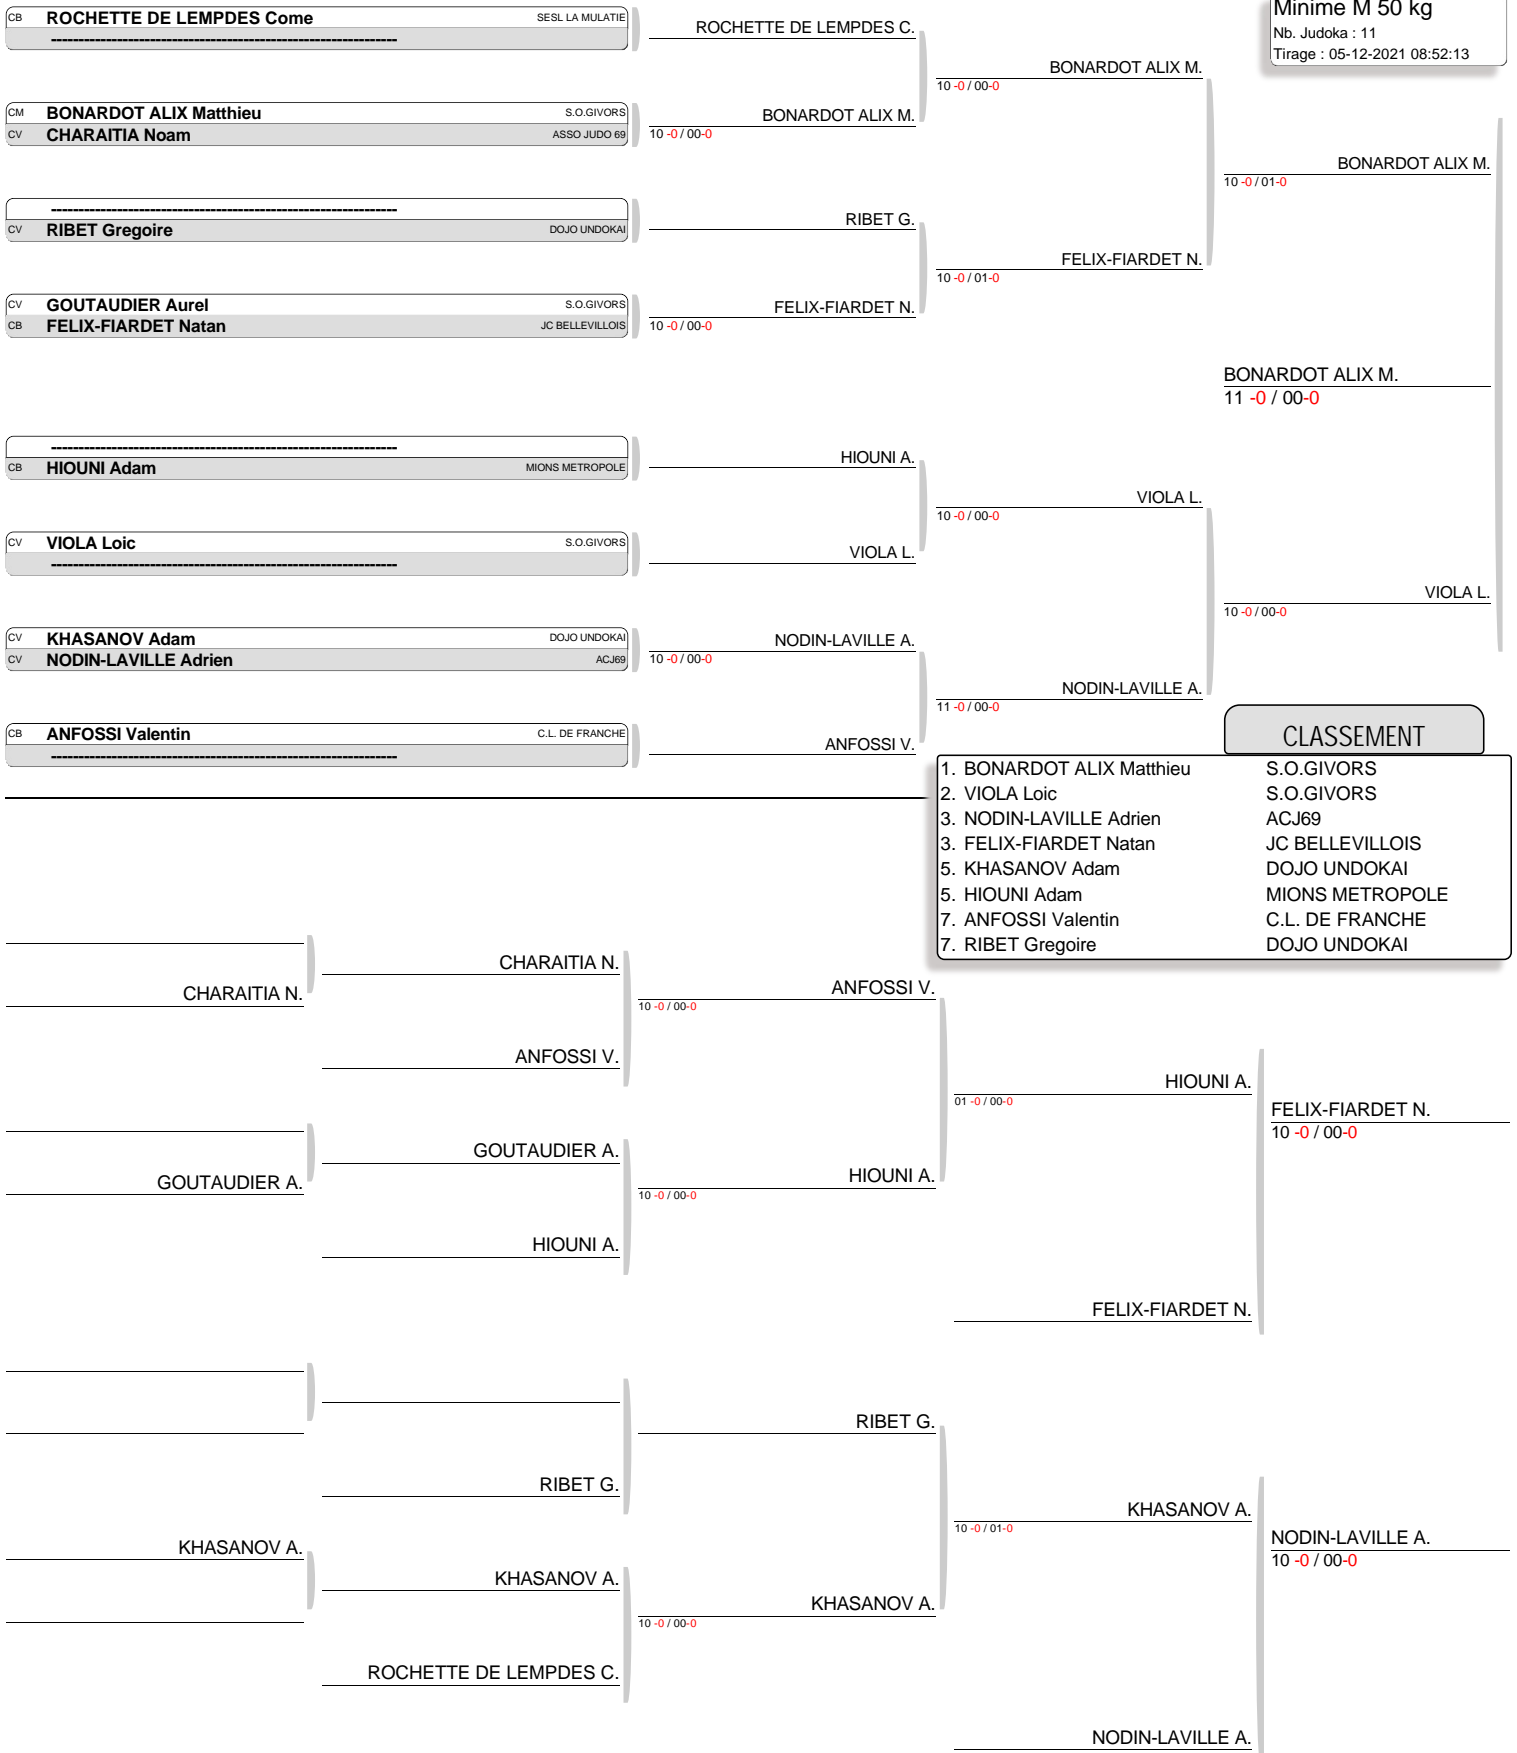 Minime M 50 kg
Nb. Judoka : 11
Tirage : 05-12-2021 08:52:13
CB ROCHETTE DE LEMPDES Come SESL LA MULATIE
----------------------------------------------------------------
ROCHETTE DE LEMPDES C.
BONARDOT ALIX M.
10 -0 / 00-0
CM BONARDOT ALIX Matthieu S.O.GIVORS
CV CHARAITIA Noam ASSO JUDO 69
BONARDOT ALIX M.
10 -0 / 00-0
BONARDOT ALIX M.
10 -0 / 01-0
----------------------------------------------------------------
CV RIBET Gregoire DOJO UNDOKAI
RIBET G.
FELIX-FIARDET N.
10 -0 / 01-0
CV GOUTAUDIER Aurel S.O.GIVORS
CB FELIX-FIARDET Natan JC BELLEVILLOIS
FELIX-FIARDET N.
10 -0 / 00-0
BONARDOT ALIX M.
11 -0 / 00-0
----------------------------------------------------------------
CB HIOUNI Adam MIONS METROPOLE
HIOUNI A.
VIOLA L.
10 -0 / 00-0
CV VIOLA Loic S.O.GIVORS
----------------------------------------------------------------
VIOLA L.
VIOLA L.
10 -0 / 00-0
CV KHASANOV Adam DOJO UNDOKAI
CV NODIN-LAVILLE Adrien ACJ69
NODIN-LAVILLE A.
10 -0 / 00-0
NODIN-LAVILLE A.
11 -0 / 00-0
CB ANFOSSI Valentin C.L. DE FRANCHE
----------------------------------------------------------------
ANFOSSI V.
CLASSEMENT
1. BONARDOT ALIX Matthieu S.O.GIVORS
2. VIOLA Loic S.O.GIVORS
3. NODIN-LAVILLE Adrien ACJ69
3. FELIX-FIARDET Natan JC BELLEVILLOIS
5. KHASANOV Adam DOJO UNDOKAI
5. HIOUNI Adam MIONS METROPOLE
7. ANFOSSI Valentin C.L. DE FRANCHE
7. RIBET Gregoire DOJO UNDOKAI
CHARAITIA N.
CHARAITIA N.
ANFOSSI V.
10 -0 / 00-0
ANFOSSI V.
HIOUNI A.
01 -0 / 00-0
FELIX-FIARDET N.
10 -0 / 00-0
GOUTAUDIER A.
GOUTAUDIER A.
HIOUNI A.
10 -0 / 00-0
HIOUNI A.
FELIX-FIARDET N.
RIBET G.
RIBET G.
KHASANOV A.
10 -0 / 01-0
NODIN-LAVILLE A.
10 -0 / 00-0
KHASANOV A.
KHASANOV A.
KHASANOV A.
10 -0 / 00-0
ROCHETTE DE LEMPDES C.
NODIN-LAVILLE A.